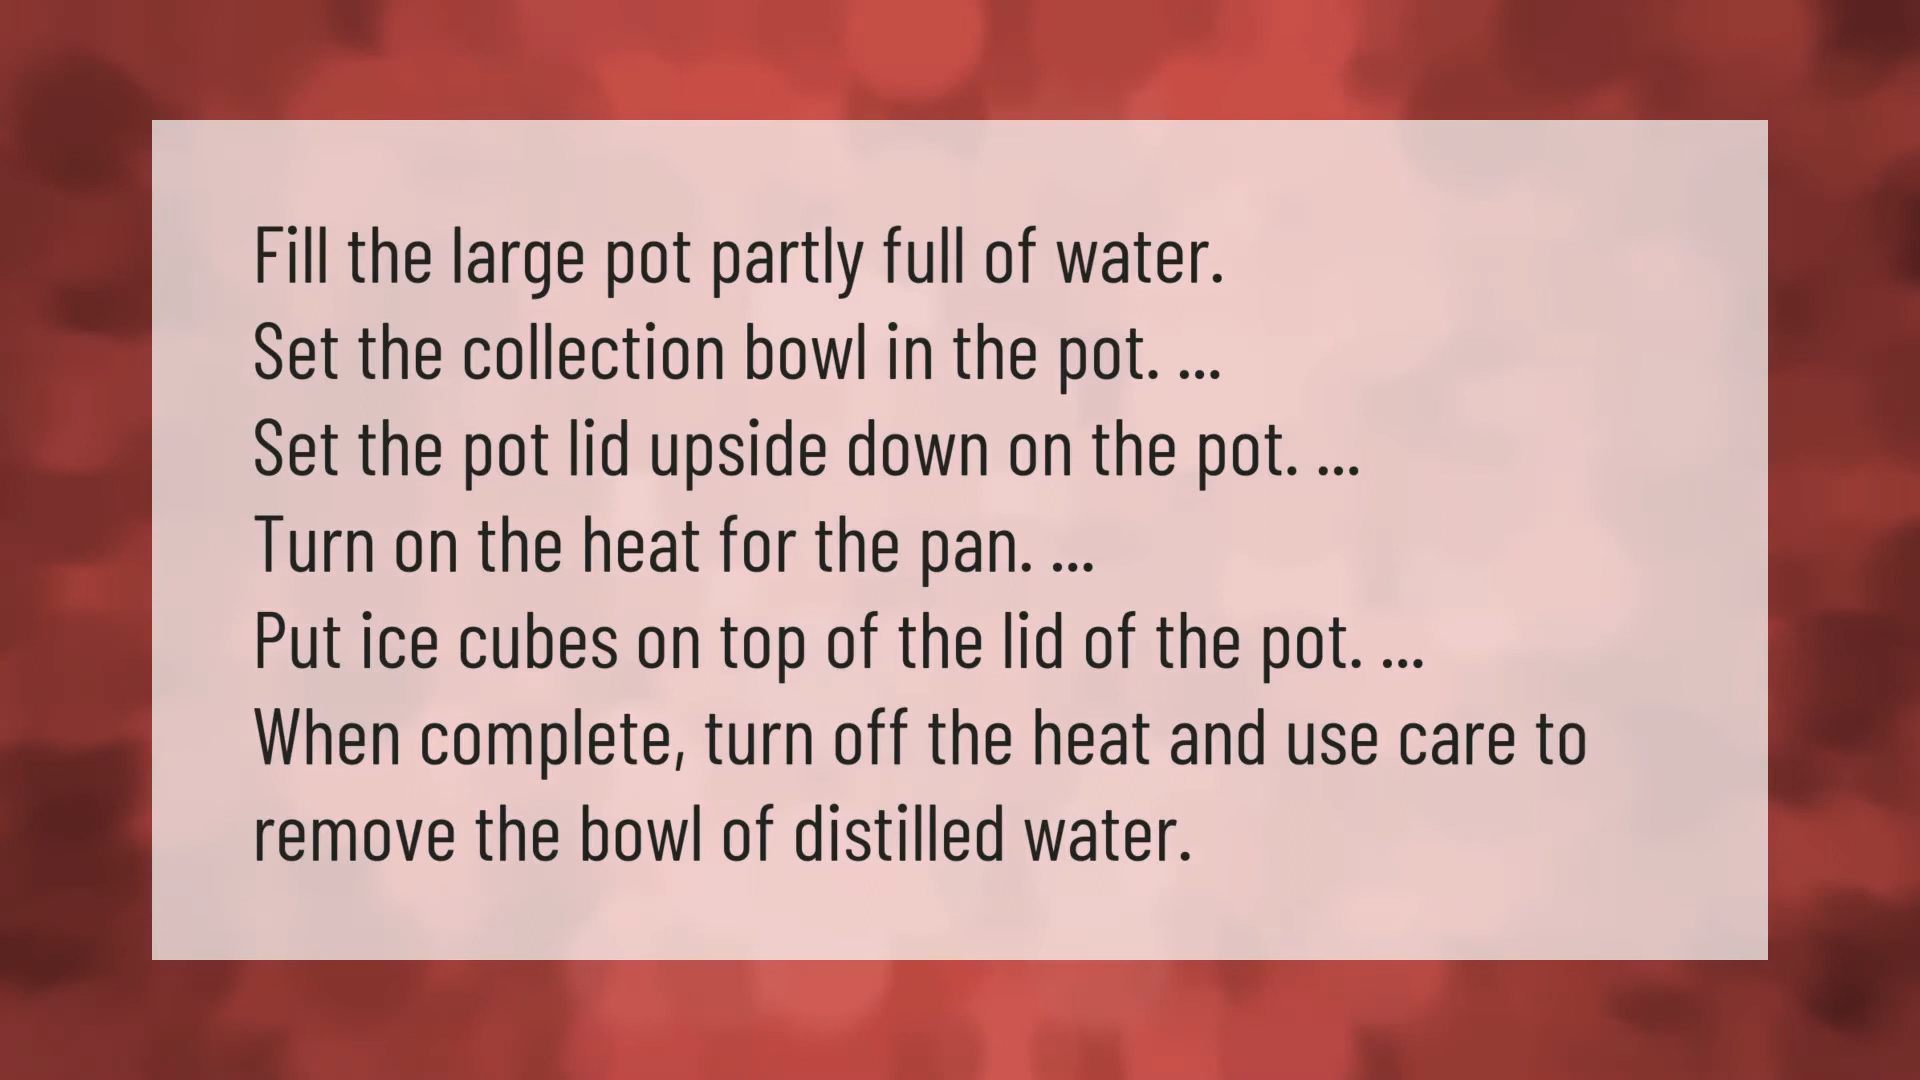 Fill the large pot partly full of water.
Set the collection bowl in the pot. ...
Set the pot lid upside down on the pot. ...
Turn on the heat for the pan. ...
Put ice cubes on top of the lid of the pot. ...
When complete, turn off the heat and use care to
remove the bowl of distilled water.